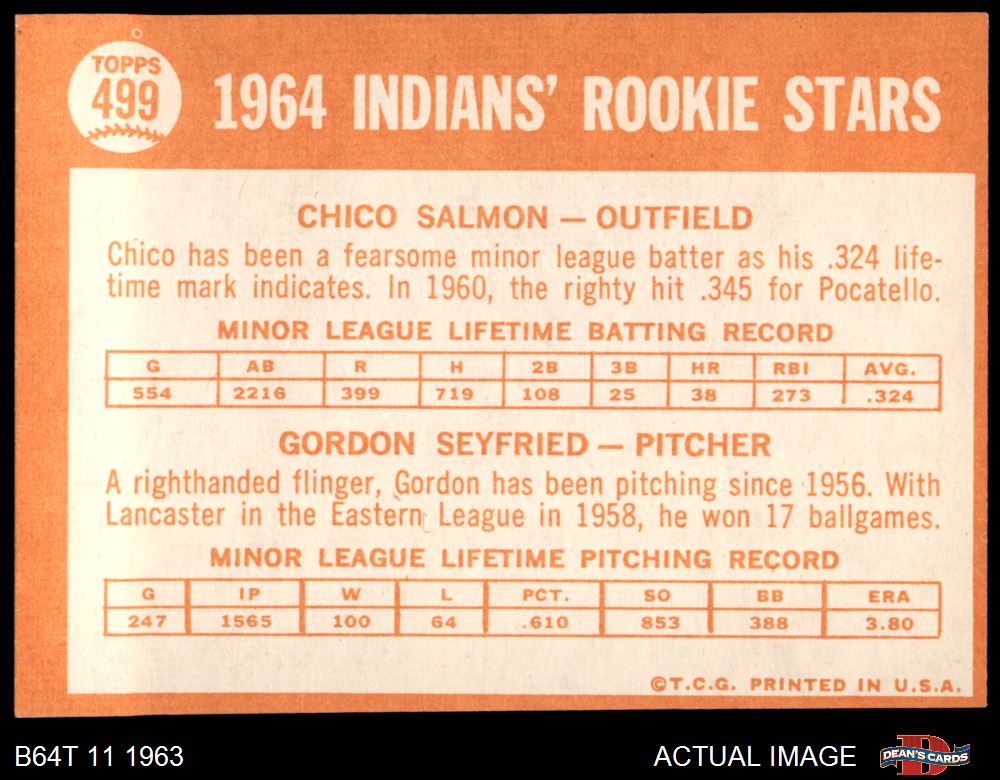 TOPPS
499
1964 INDIANS' ROOKIE STARS
CHICO SALMON — OUTFIELD
Chico has been a fearsome minor league batter as his .324 life-
time mark indicates. In 1960, the righty hit .345 for Pocatello.
MINOR LEAGUE LIFETIME BATTING RECORD
G AB R H 2B 3B HR RBI AVG.
554 2216 399 719 108 25 38 273 .324
GORDON SEYFRIED — PITCHER
A righthanded flinger, Gordon has been pitching since 1956. With
Lancaster in the Eastern League in 1958, he won 17 ballgames.
MINOR LEAGUE LIFETIME PITCHING RECORD
G IP W L PCT. SO BB ERA
247 1565 100 64 .610 853 388 3.80
©T.C.G. PRINTED IN U.S.A.
B64T 11 1963
ACTUAL IMAGE
DEAN'S CARDS